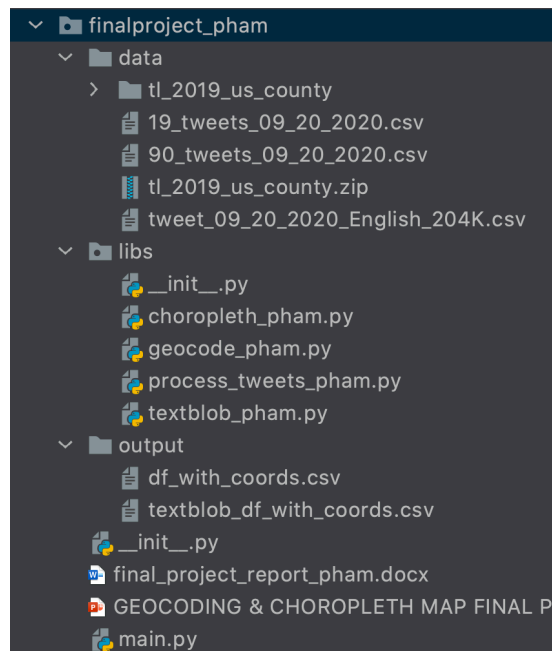 finalproject_pham
data
tl_2019_us_county
19_tweets_09_20_2020.csv
90_tweets_09_20_2020.csv
tl_2019_us_county.zip
tweet_09_20_2020_English_204K.csv
libs
__init__.py
choropleth_pham.py
geocode_pham.py
process_tweets_pham.py
textblob_pham.py
output
df_with_coords.csv
textblob_df_with_coords.csv
__init__.py
final_project_report_pham.docx
GEOCODING & CHOROPLETH MAP FINAL P
main.py